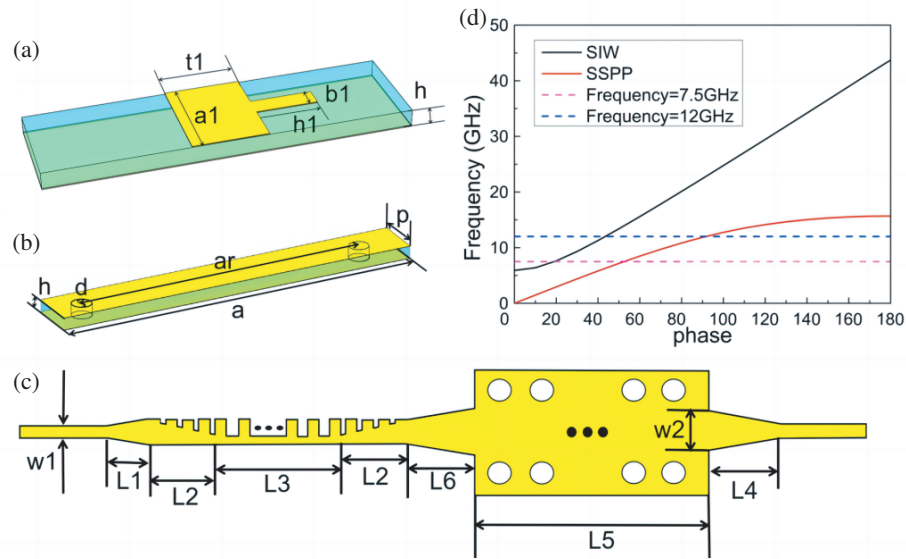 (a)
t1
a1
b1
h1
h
(b)
p
ar
d
h
a
(c)
w1
L1
L2
L3
L2
L6
L5
w2
L4
(d)
Frequency (GHz)
50
40
30
20
10
0
SIW
SSPP
Frequency=7.5GHz
Frequency=12GHz
0 20 40 60 80 100 120 140 160 180
phase